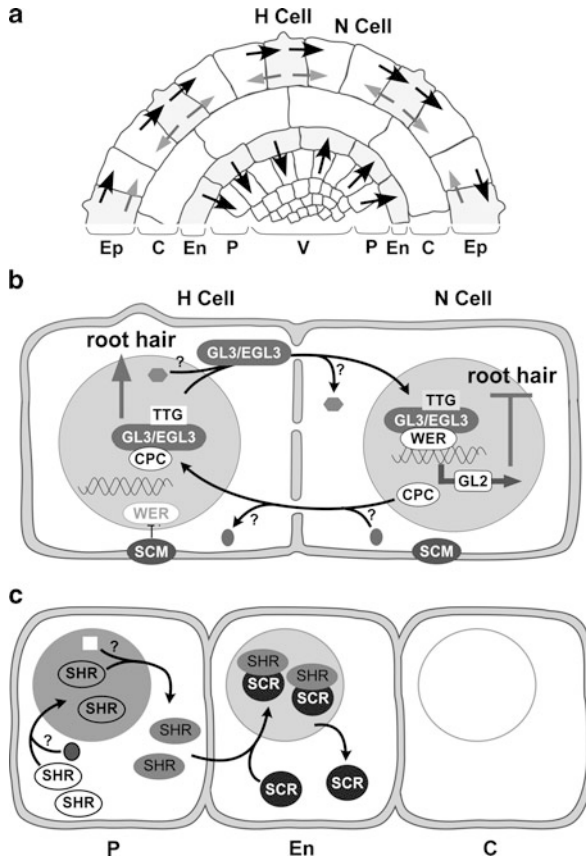 a
H Cell
N Cell
Ep C En P V P En C Ep
b
H Cell N Cell
root hair
?
GL3/EGL3
?
root hair
TTG
GL3/EGL3
CPC
TTG
GL3/EGL3
WER
GL2
CPC
WER
?
?
SCM
SCM
c
?
SHR
SHR
SHR
SHR
?
SHR
SHR
SHR
SCR
SHR
SCR
SCR
SCR
P En C